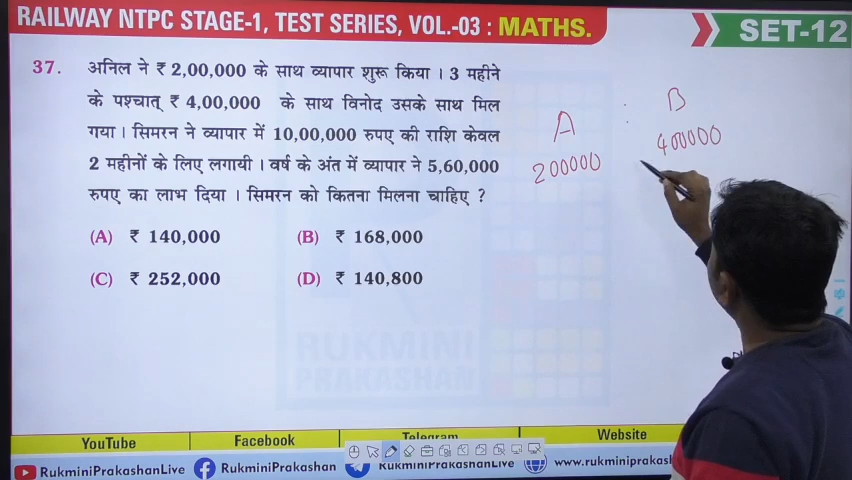 RAILWAY NTPC STAGE-1, TEST SERIES, VOL.-03 : MATHS.
SET-12
37. अनिल ने ₹ 2,00,000 के साथ व्यापार शुरू किया । 3 महीने
के पश्चात् ₹ 4,00,000 के साथ विनोद उसके साथ मिल
गया । सिमरन ने व्यापार में 10,00,000 रुपए की राशि केवल
2 महीनों के लिए लगायी । वर्ष के अंत में व्यापार ने 5,60,000
रुपए का लाभ दिया । सिमरन को कितना मिलना चाहिए ?
(A) ₹ 140,000 (B) ₹ 168,000
(C) ₹ 252,000 (D) ₹ 140,800
A : B
200000 400000
RUKMINI
PRAKASHAN
YouTube Facebook Telegram Website
RukminiPrakashanLive RukminiPrakashan RukminiPrakashanLive